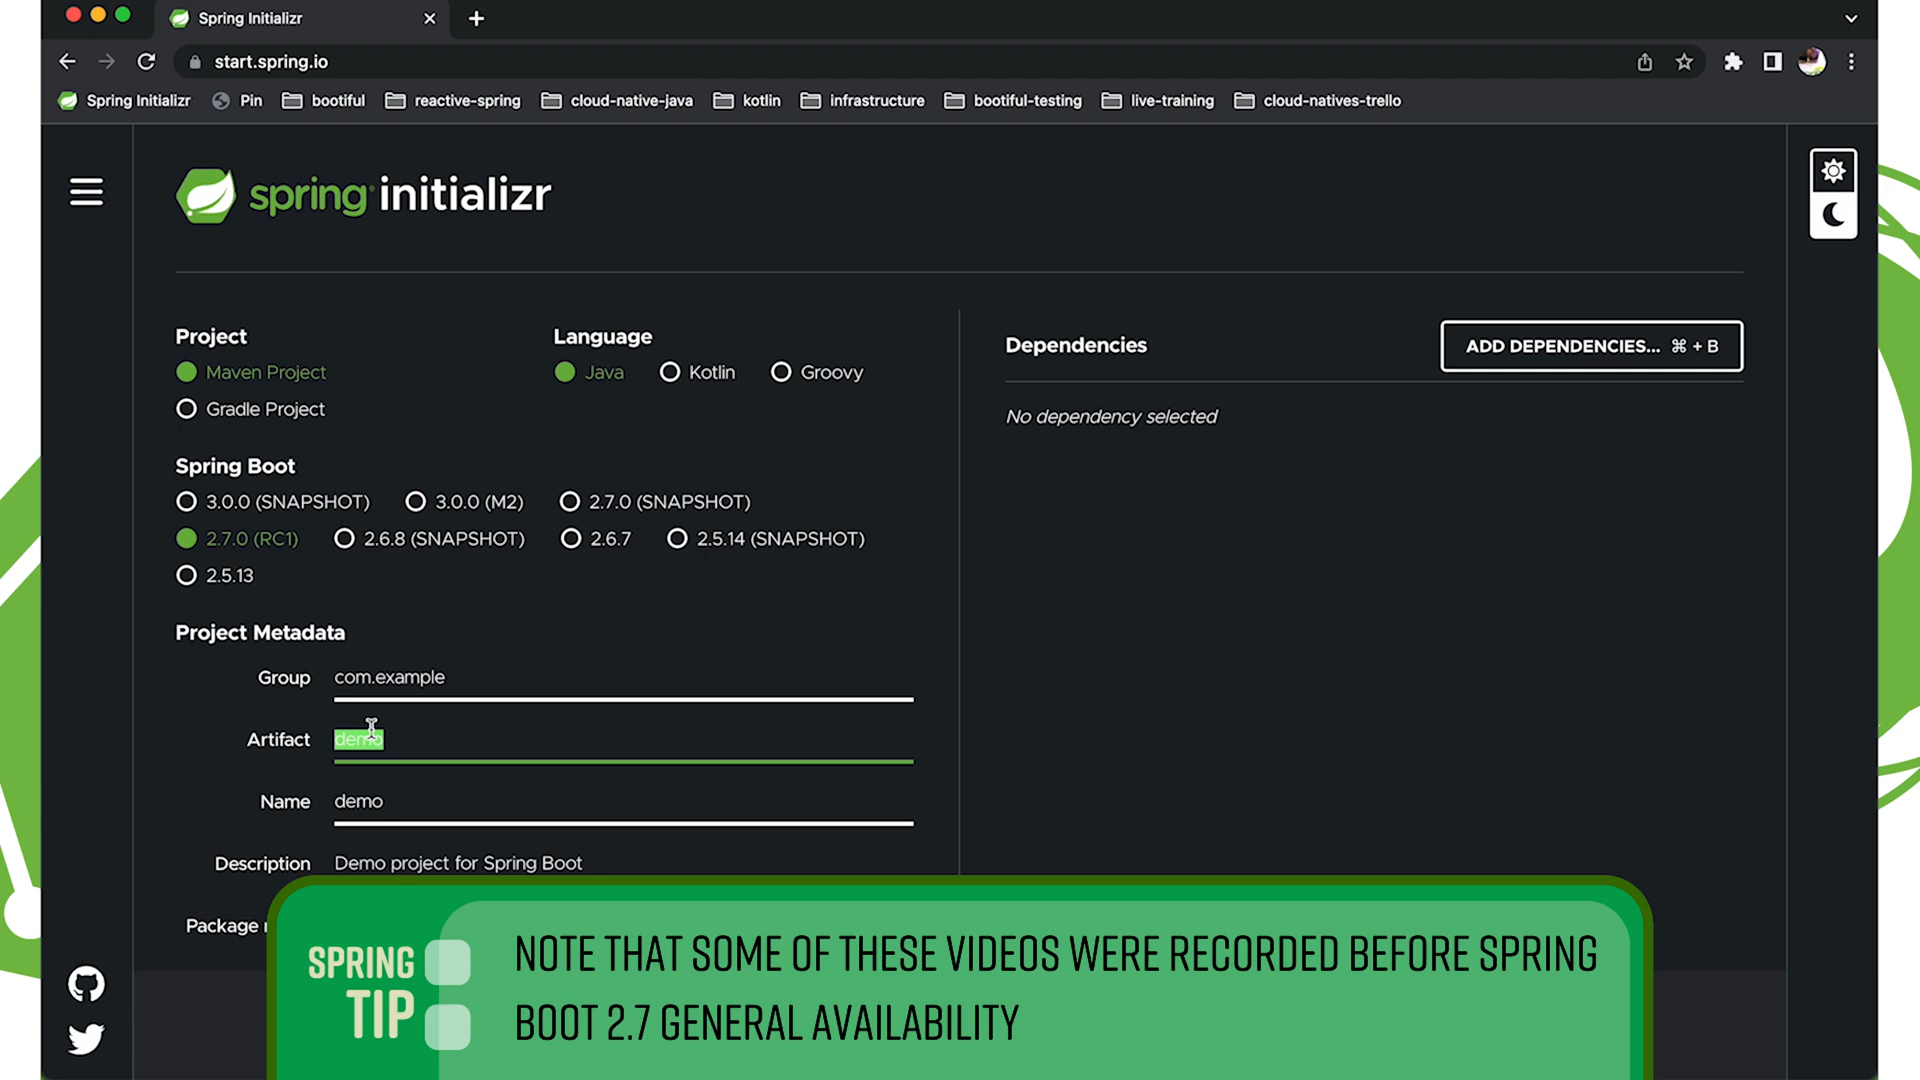 Spring Initializr
start.spring.io
Spring Initializr Pin bootiful reactive-spring cloud-native-java kotlin infrastructure bootiful-testing live-training cloud-natives-trello
spring initializr
Project
Maven Project
Gradle Project
Language
Java Kotlin Groovy
Spring Boot
3.0.0 (SNAPSHOT) 3.0.0 (M2) 2.7.0 (SNAPSHOT)
2.7.0 (RC1) 2.6.8 (SNAPSHOT) 2.6.7 2.5.14 (SNAPSHOT)
2.5.13
Project Metadata
Group com.example
Artifact demo
Name demo
Description Demo project for Spring Boot
Package
Dependencies
ADD DEPENDENCIES... ⌘ + B
No dependency selected
SPRING
TIP
NOTE THAT SOME OF THESE VIDEOS WERE RECORDED BEFORE SPRING
BOOT 2.7 GENERAL AVAILABILITY